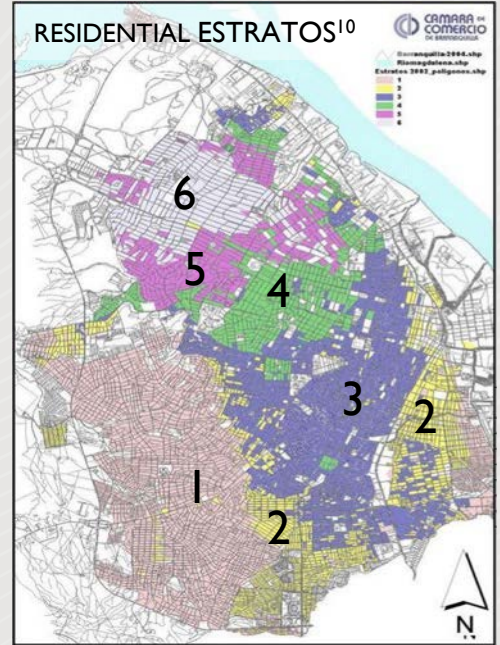 RESIDENTIAL ESTRATOS10
CAMARA DE
COMERCIO
DE BARRANQUILLA
Barranquilla2004.shp
Riomagdalena.shp
Estratos 2002_poligonos.shp
1
2
3
4
5
6
6
5
4
3
2
1
2
N